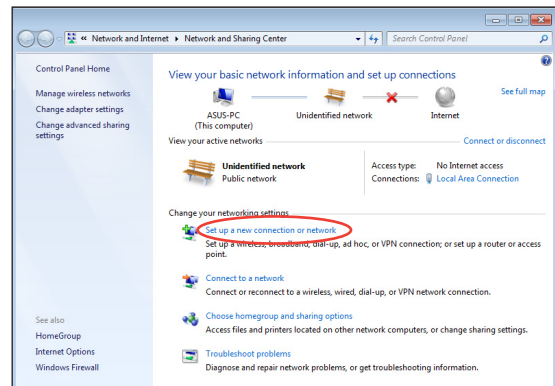 « Network and Internet ▸ Network and Sharing Center
Search Control Panel
Control Panel Home
Manage wireless networks
Change adapter settings
Change advanced sharing
settings
See also
HomeGroup
Internet Options
Windows Firewall
View your basic network information and set up connections
See full map
ASUS-PC
(This computer)
Unidentified network
Internet
View your active networks
Connect or disconnect
Unidentified network
Public network
Access type: No Internet access
Connections: Local Area Connection
Change your networking settings
Set up a new connection or network
Set up a wireless, broadband, dial-up, ad hoc, or VPN connection; or set up a router or access
point.
Connect to a network
Connect or reconnect to a wireless, wired, dial-up, or VPN network connection.
Choose homegroup and sharing options
Access files and printers located on other network computers, or change sharing settings.
Troubleshoot problems
Diagnose and repair network problems, or get troubleshooting information.